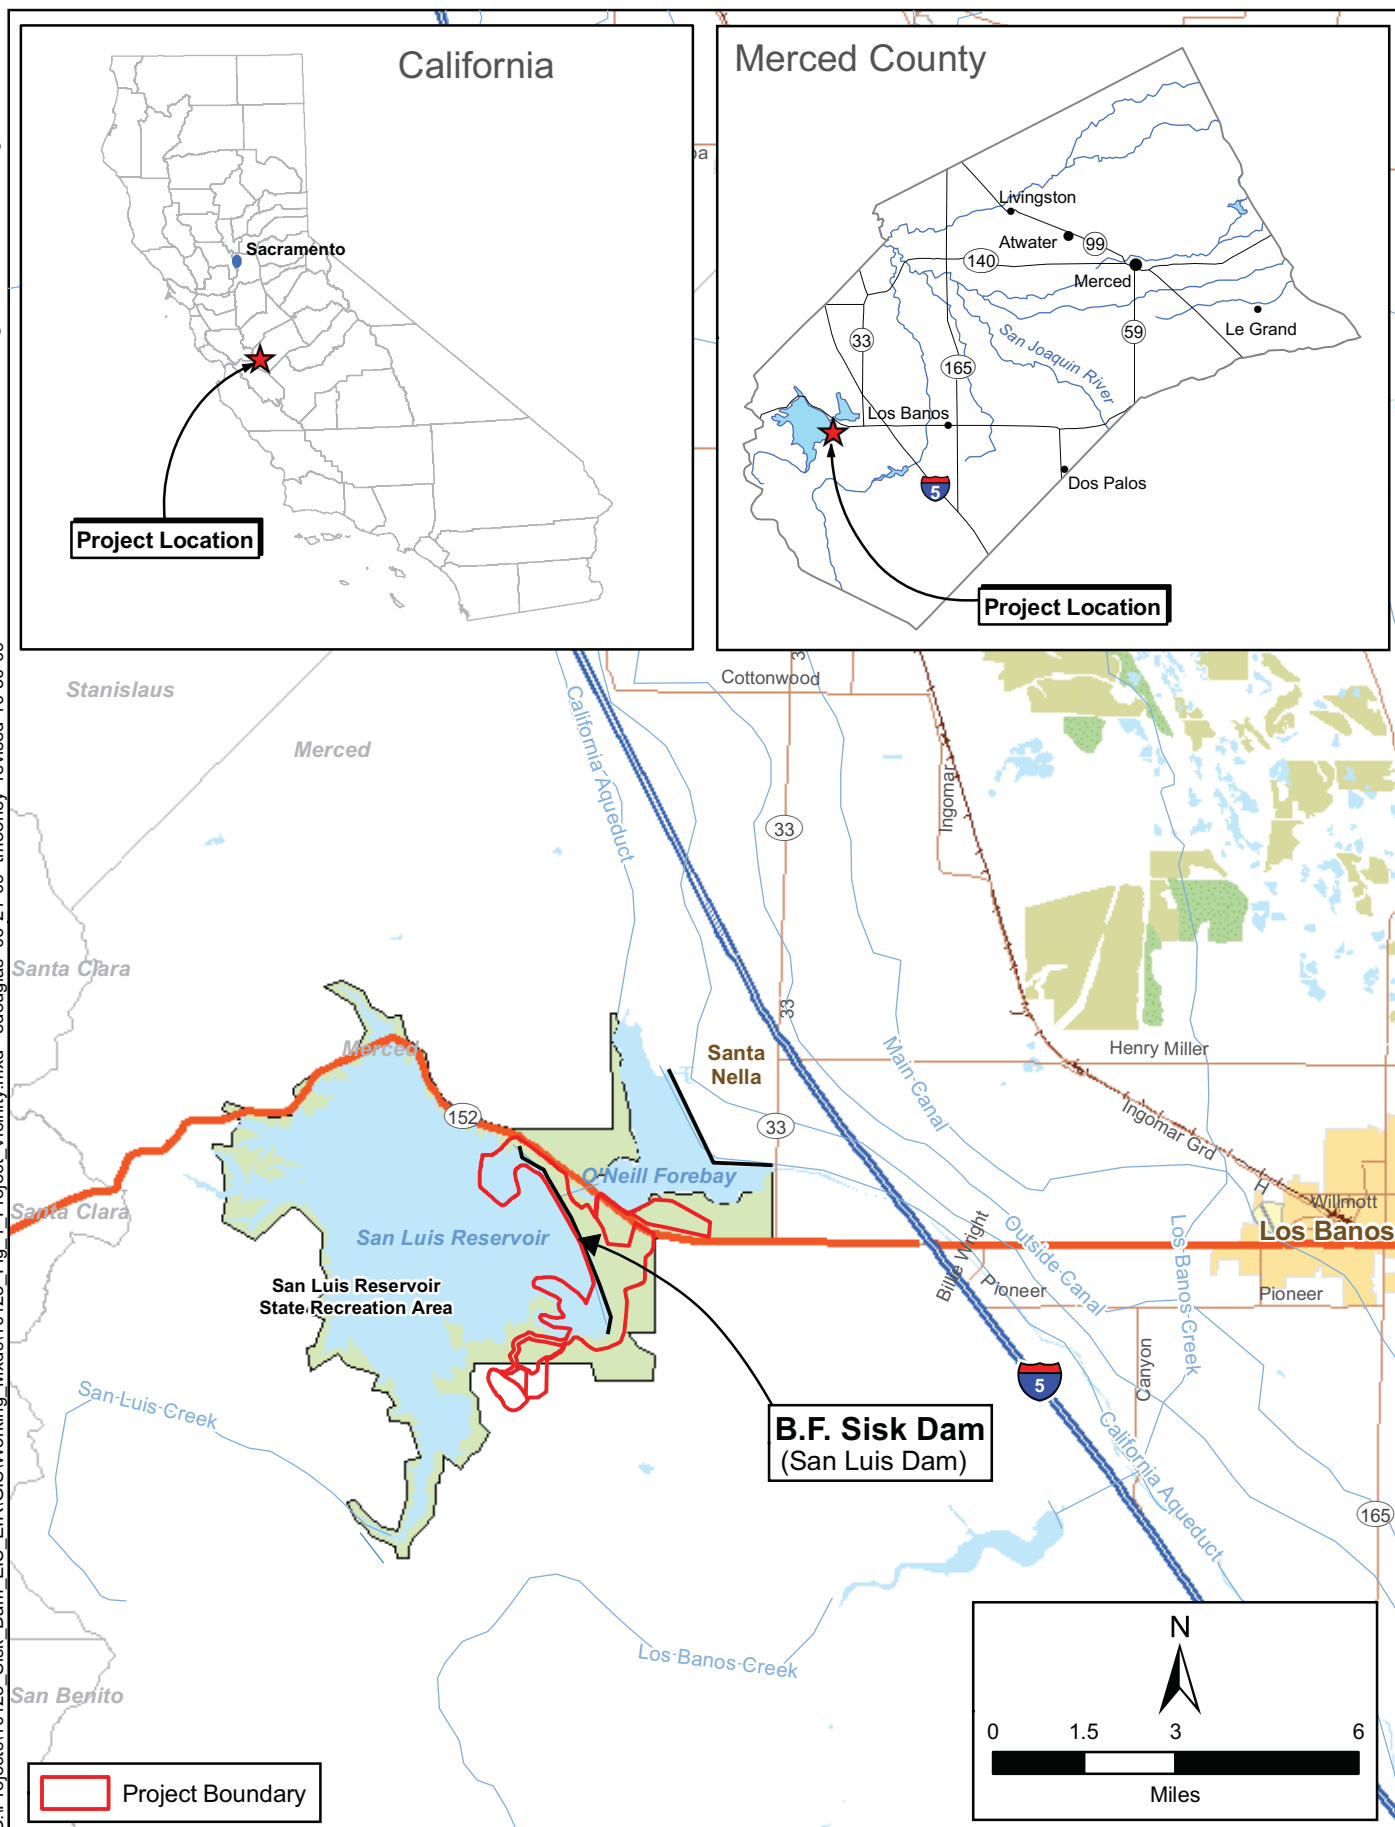 California
Sacramento
Project Location
Merced County
Livingston
Atwater
99
140
Merced
Le Grand
33
59
165
San Joaquin River
Los Banos
5
Dos Palos
Project Location
Cottonwood
Stanislaus
Merced
California Aqueduct
Ingomar
33
Santa Clara
33
Merced
Santa
Nella
Main Canal
Henry Miller
152
33
Ingomar Grd
O'Neill Forebay
Santa Clara
Willmott
San Luis Reservoir
Los Banos
Billie Wright
Outside Canal
Los Banos Creek
San Luis Reservoir
State Recreation Area
Pioneer
Pioneer
5
Canyon
San Luis Creek
B.F. Sisk Dam
(San Luis Dam)
California Aqueduct
165
Los Banos Creek
San Benito
N
0 1.5 3 6
Miles
Project Boundary